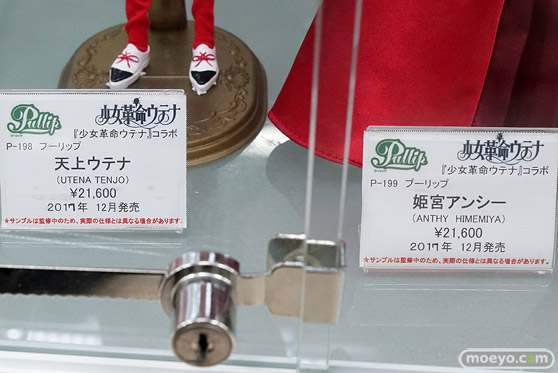 Pullip
少女革命ウテナ
『少女革命ウテナ』コラボ
P-198 プーリップ
天上ウテナ
(UTENA TENJO)
¥21,600
2017年 12月発売
★サンプルは監修中のため、実際の仕様とは異なる場合があります。
Pullip
少女革命ウテナ
『少女革命ウテナ』コラボ
P-199 プーリップ
姫宮アンシー
(ANTHY HIMEMIYA)
¥21,600
2017年 12月発売
★サンプルは監修中のため、実際の仕様とは異なる場合があります。
moeyo.com